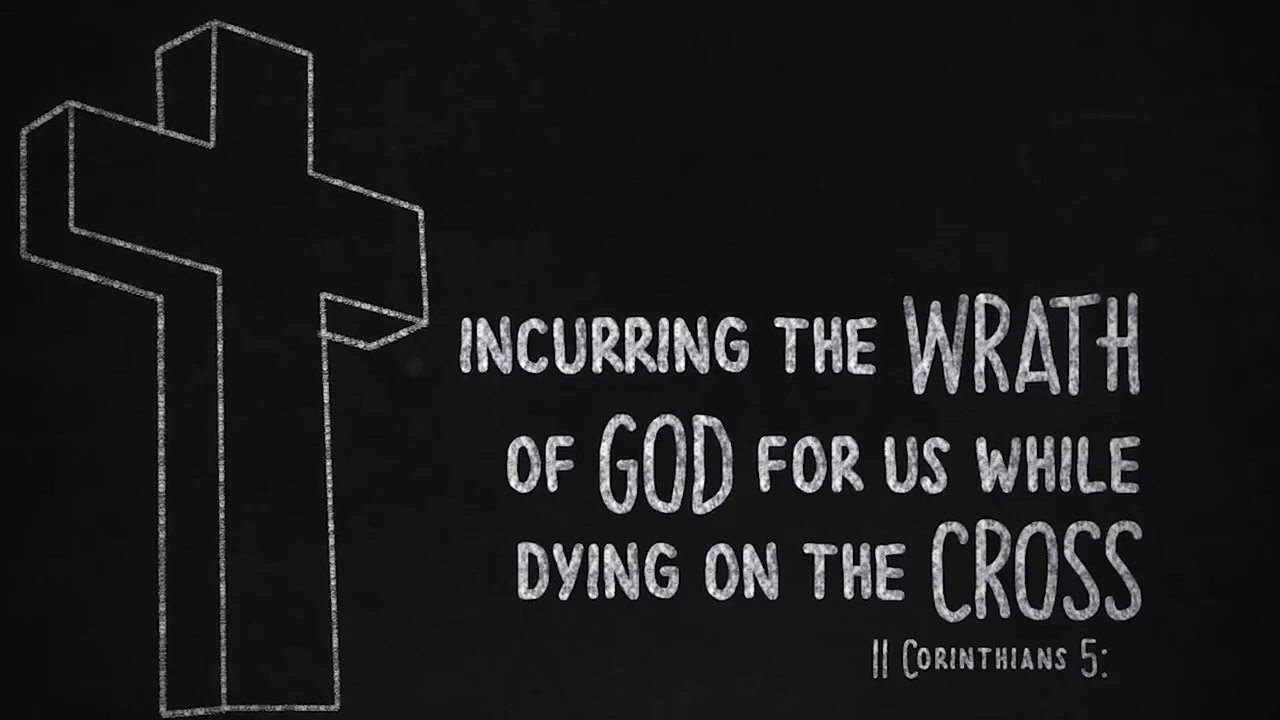 INCURRING THE WRATH
OF GOD FOR US WHILE
DYING ON THE CROSS
II CORINTHIANS 5: